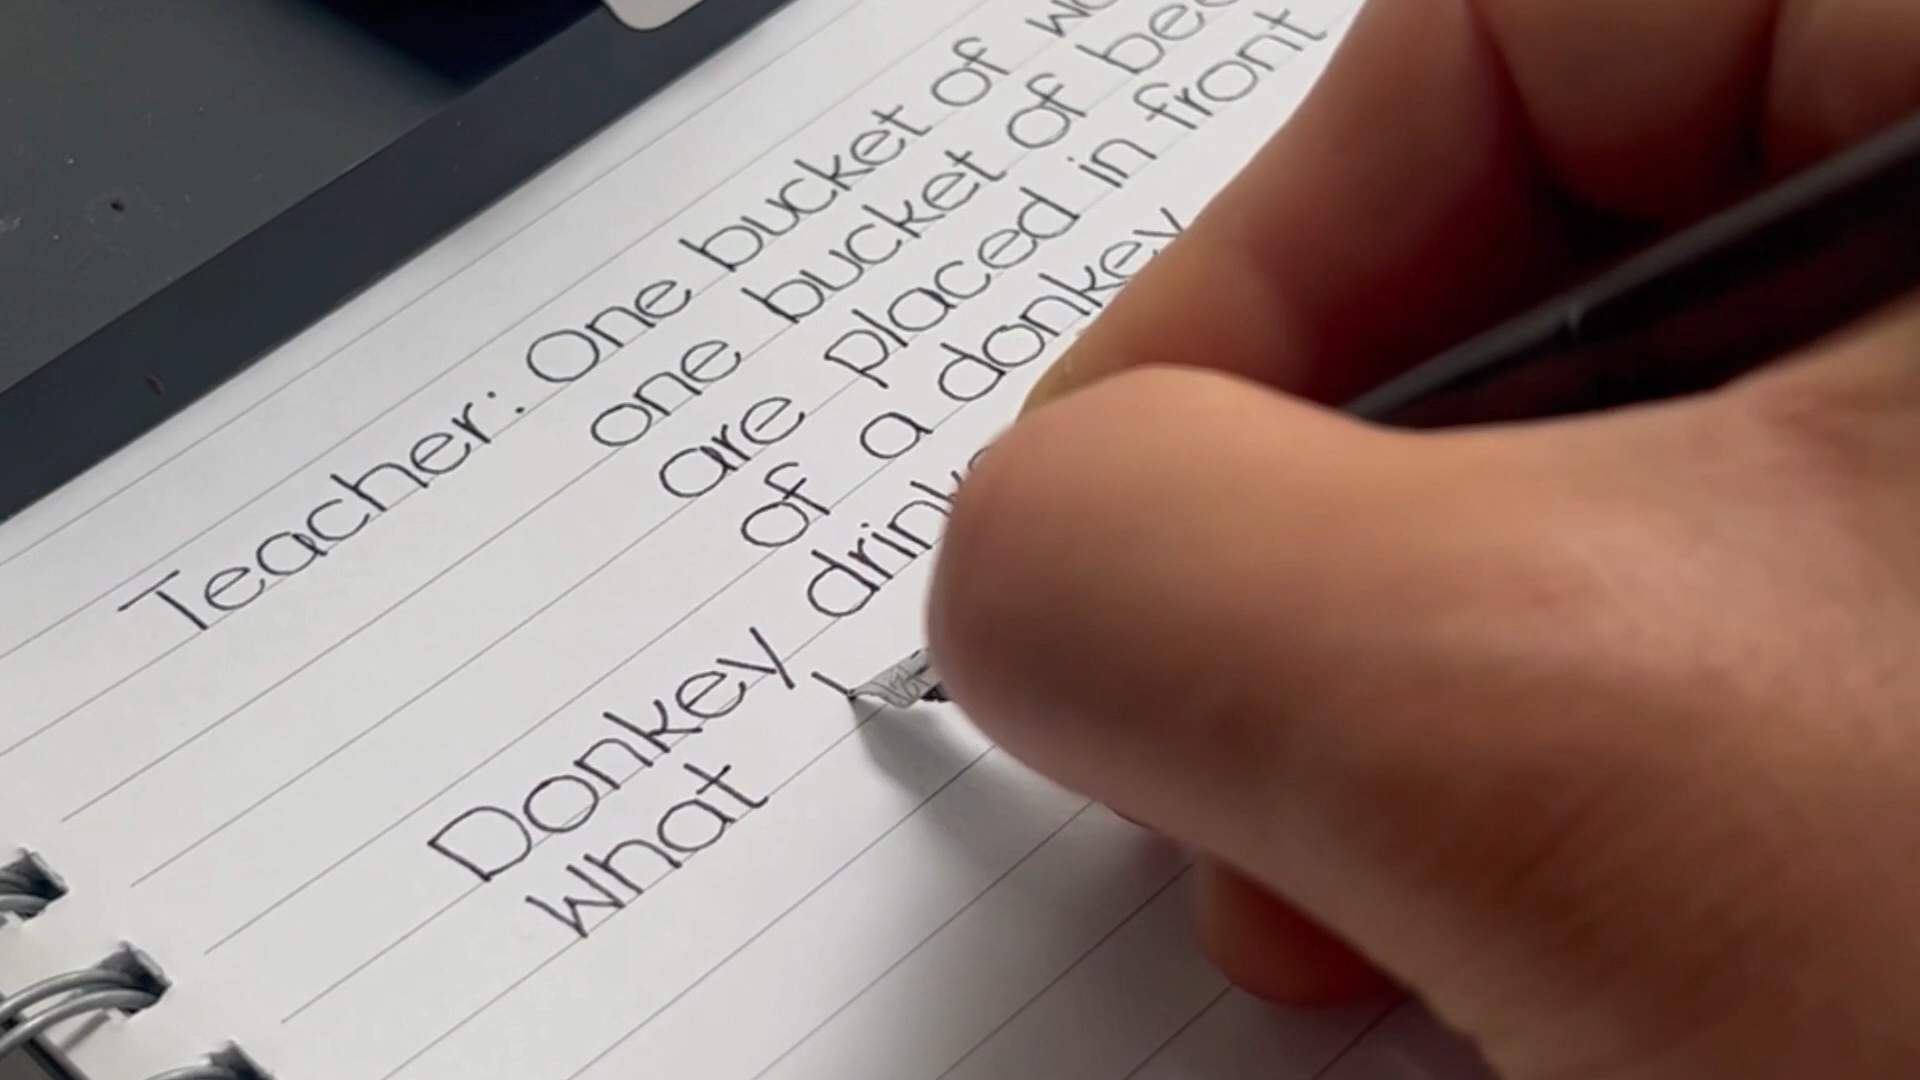 Teacher: One bucket of
one bucket of
are placed in front
of a donkey
Donkey
What